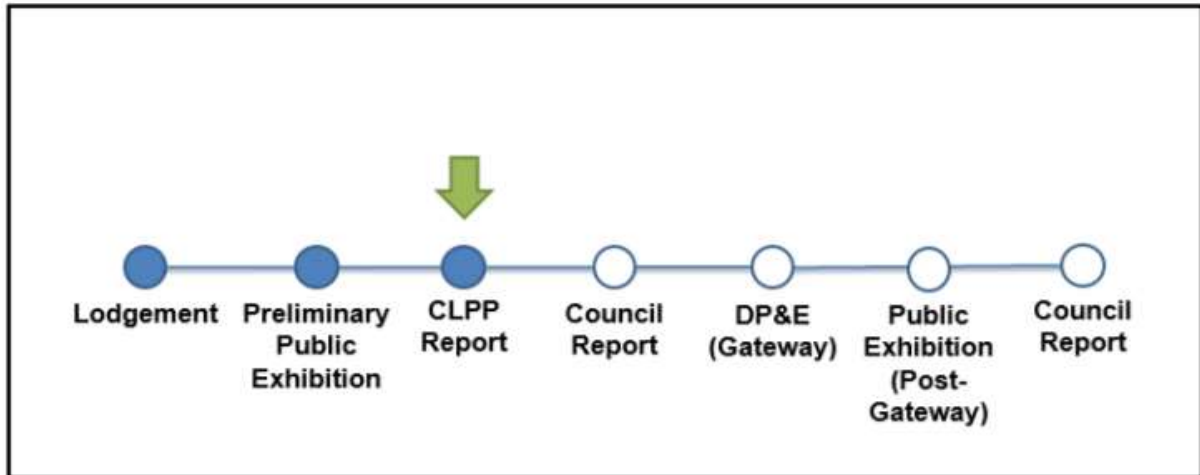 Lodgement
Preliminary
Public
Exhibition
CLPP
Report
Council
Report
DP&E
(Gateway)
Public
Exhibition
(Post-
Gateway)
Council
Report